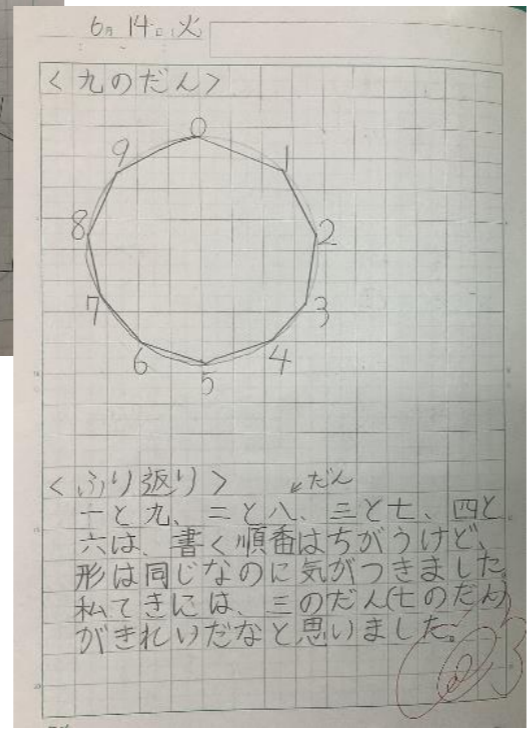 6月14日火
<九のだん>
0
1
2
3
4
5
6
7
8
9
<ふり返り>
だん
一と九、二と八、三と七、四と
六は、書く順番はちがうけど、
形は同じなのに気がつきました。
私てきには、三のだん(七のだん)
がきれいだなと思いました。